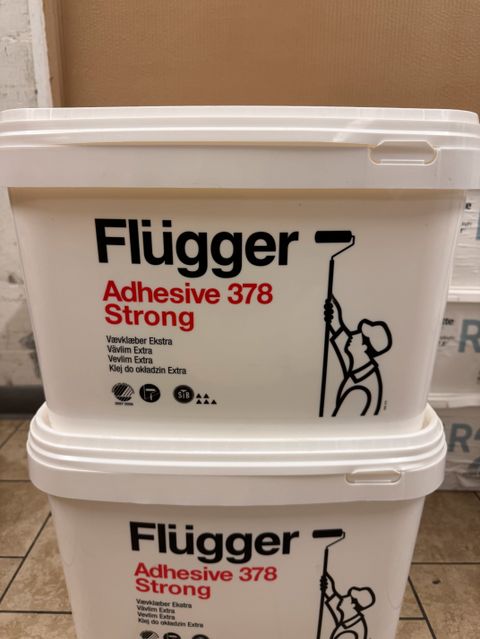 Flügger
Adhesive 378
Strong
Vævklæber Ekstra
Vävlim Extra
Vevlim Extra
Klej do okładzin Extra
Flügger
Adhesive 378
Strong
Vævklæber Ekstra
Vävlim Extra
Vevlim Extra
Klej do okładzin Extra